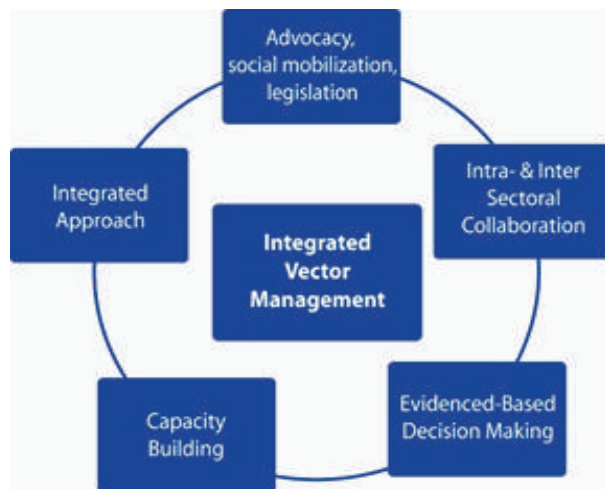 Advocacy,
social mobilization,
legislation
Intra- & Inter
Sectoral
Collaboration
Integrated
Approach
Integrated
Vector
Management
Evidenced-Based
Decision Making
Capacity
Building